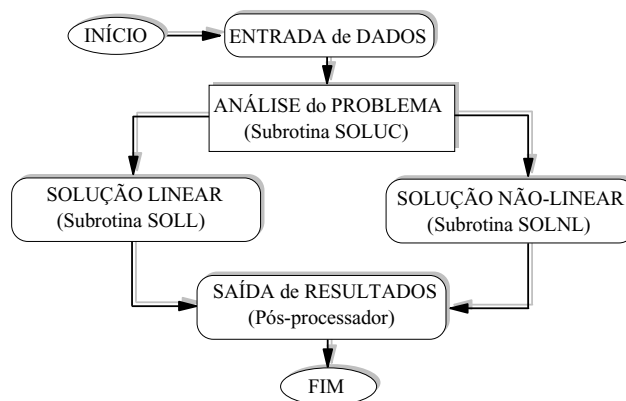 INÍCIO
ENTRADA de DADOS
ANÁLISE do PROBLEMA
(Subrotina SOLUC)
SOLUÇÃO LINEAR
(Subrotina SOLL)
SOLUÇÃO NÃO-LINEAR
(Subrotina SOLNL)
SAÍDA de RESULTADOS
(Pós-processador)
FIM